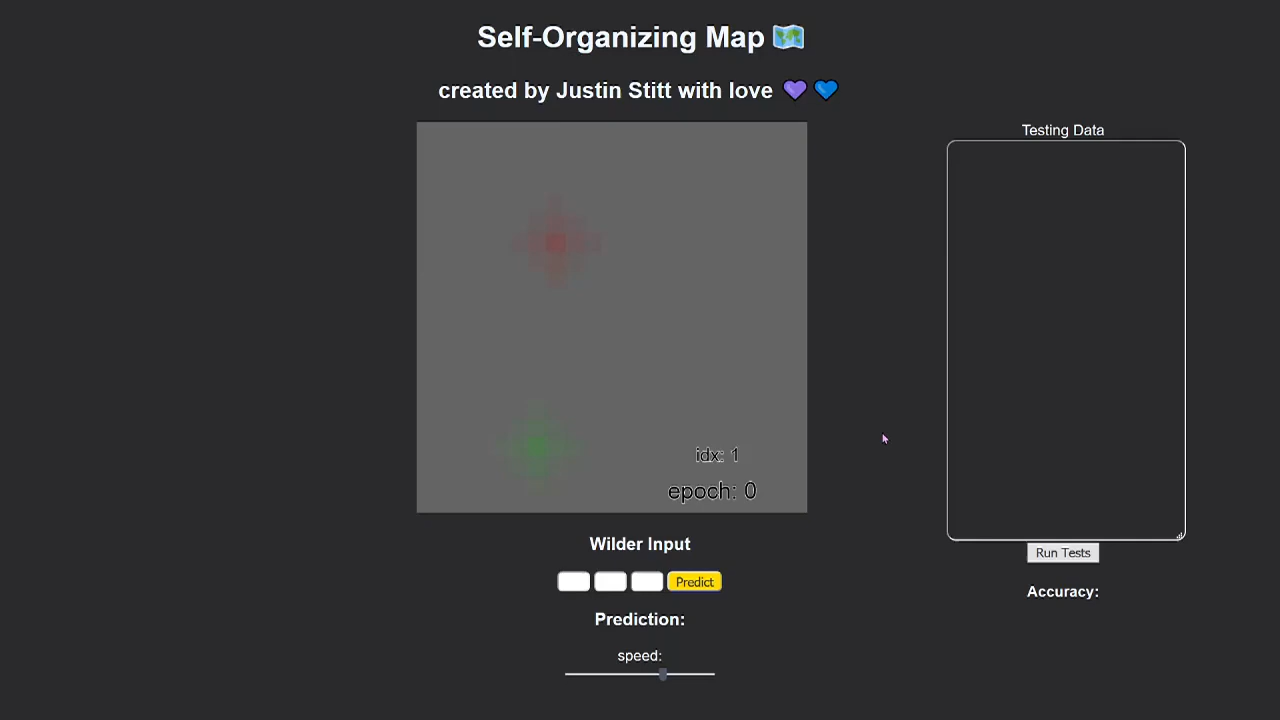 Self-Organizing Map
created by Justin Stitt with love
Testing Data
idx: 1
epoch: 0
Wilder Input
Predict
Run Tests
Accuracy:
Prediction:
speed: